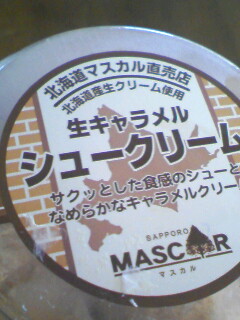 北海道マスカル直売店
北海道産生クリーム使用
生キャラメル
シュークリーム
サクッとした食感のシューと
なめらかなキャラメルクリー
SAPPORO
MASCAR
マスカル